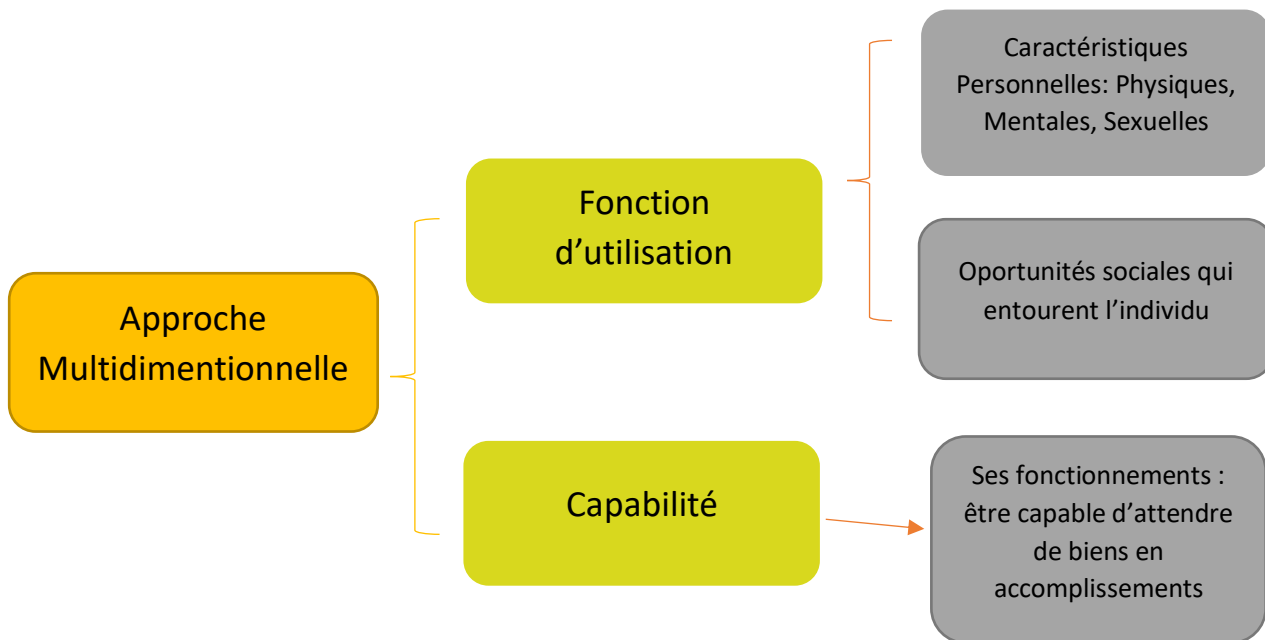 Approche
Multidimentionnelle
Fonction
d’utilisation
Caractéristiques
Personnelles: Physiques,
Mentales, Sexuelles
Oportunités sociales qui
entourent l’individu
Capabilité
Ses fonctionnements :
être capable d’attendre
de biens en
accomplissements